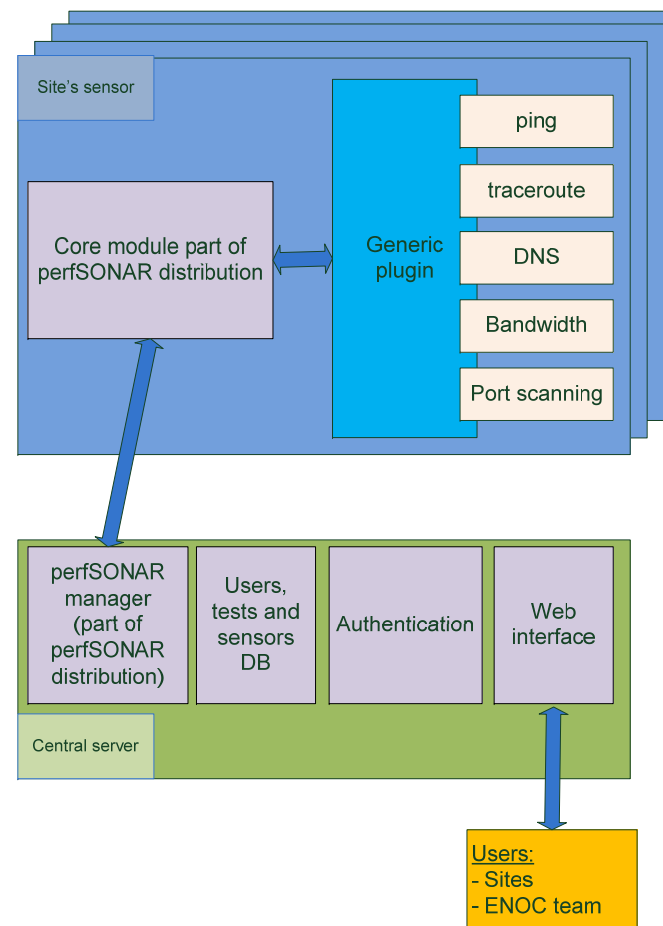 Site's sensor
ping
traceroute
DNS
Bandwidth
Port scanning
Generic
plugin
Core module part of
perfSONAR distribution
perfSONAR
manager
(part of
perfSONAR
distribution)
Users,
tests and
sensors
DB
Authentication
Web
interface
Central server
Users:
- Sites
- ENOC team